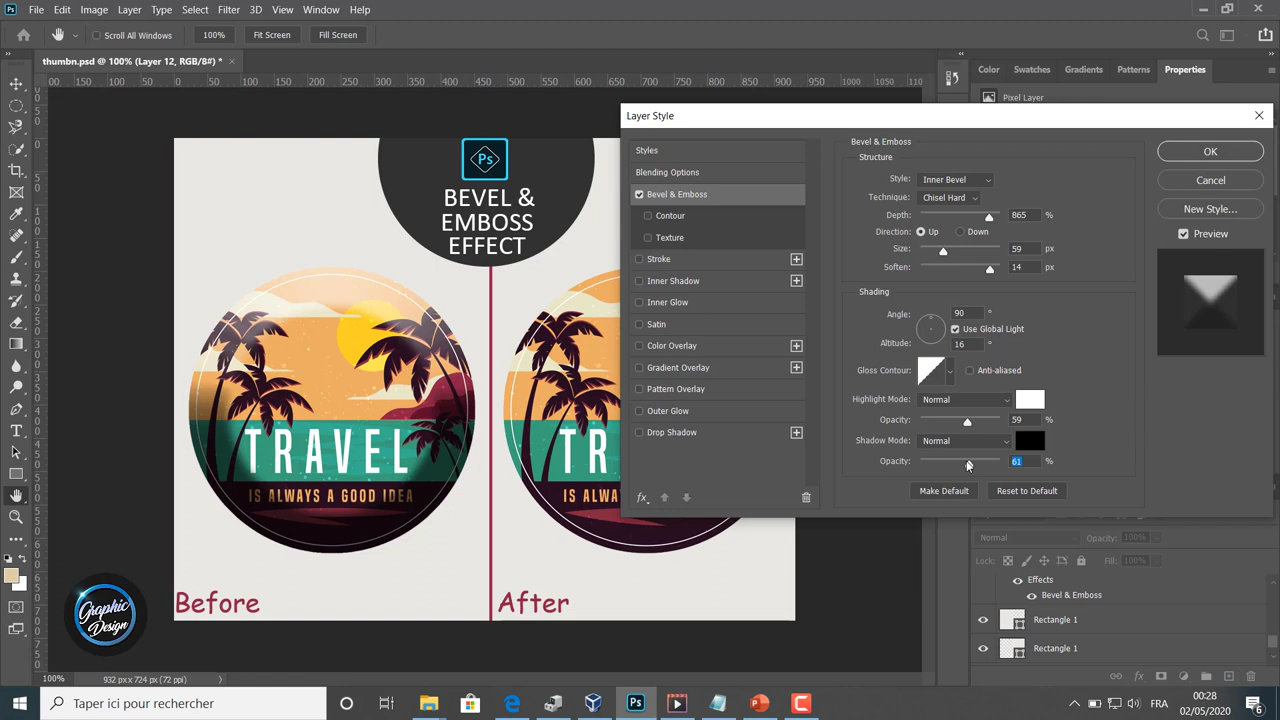 Ps File Edit Image Layer Type Select Filter 3D View Window Help
Scroll All Windows 100% Fit Screen Fill Screen
thumbn.psd @ 100% (Layer 12, RGB/8#) *
Color Swatches Gradients Patterns Properties
Pixel Layer
Layer Style
Styles
Blending Options
Bevel & Emboss
Contour
Texture
Stroke
Inner Shadow
Inner Glow
Satin
Color Overlay
Gradient Overlay
Pattern Overlay
Outer Glow
Drop Shadow
fx
Bevel & Emboss
Structure
Style: Inner Bevel
Technique: Chisel Hard
Depth: 865 %
Direction: Up Down
Size: 59 px
Soften: 14 px
Shading
Angle: 90 °
Use Global Light
Altitude: 16 °
Gloss Contour: Anti-aliased
Highlight Mode: Normal
Opacity: 59 %
Shadow Mode: Normal
Opacity: 61 %
Make Default Reset to Default
OK
Cancel
New Style...
Preview
Ps
BEVEL &
EMBOSS
EFFECT
TRAVEL
IS ALWAYS A GOOD IDEA
TR
IS ALWA
Before After
Graphic
Design
Normal Opacity: 100%
Lock: Fill: 100%
Effects
Bevel & Emboss
Rectangle 1
Rectangle 1
fx
100% 932 px x 724 px (72 ppi)
Tapez ici pour rechercher
Ps
FR
00:28
02/05/2020
6